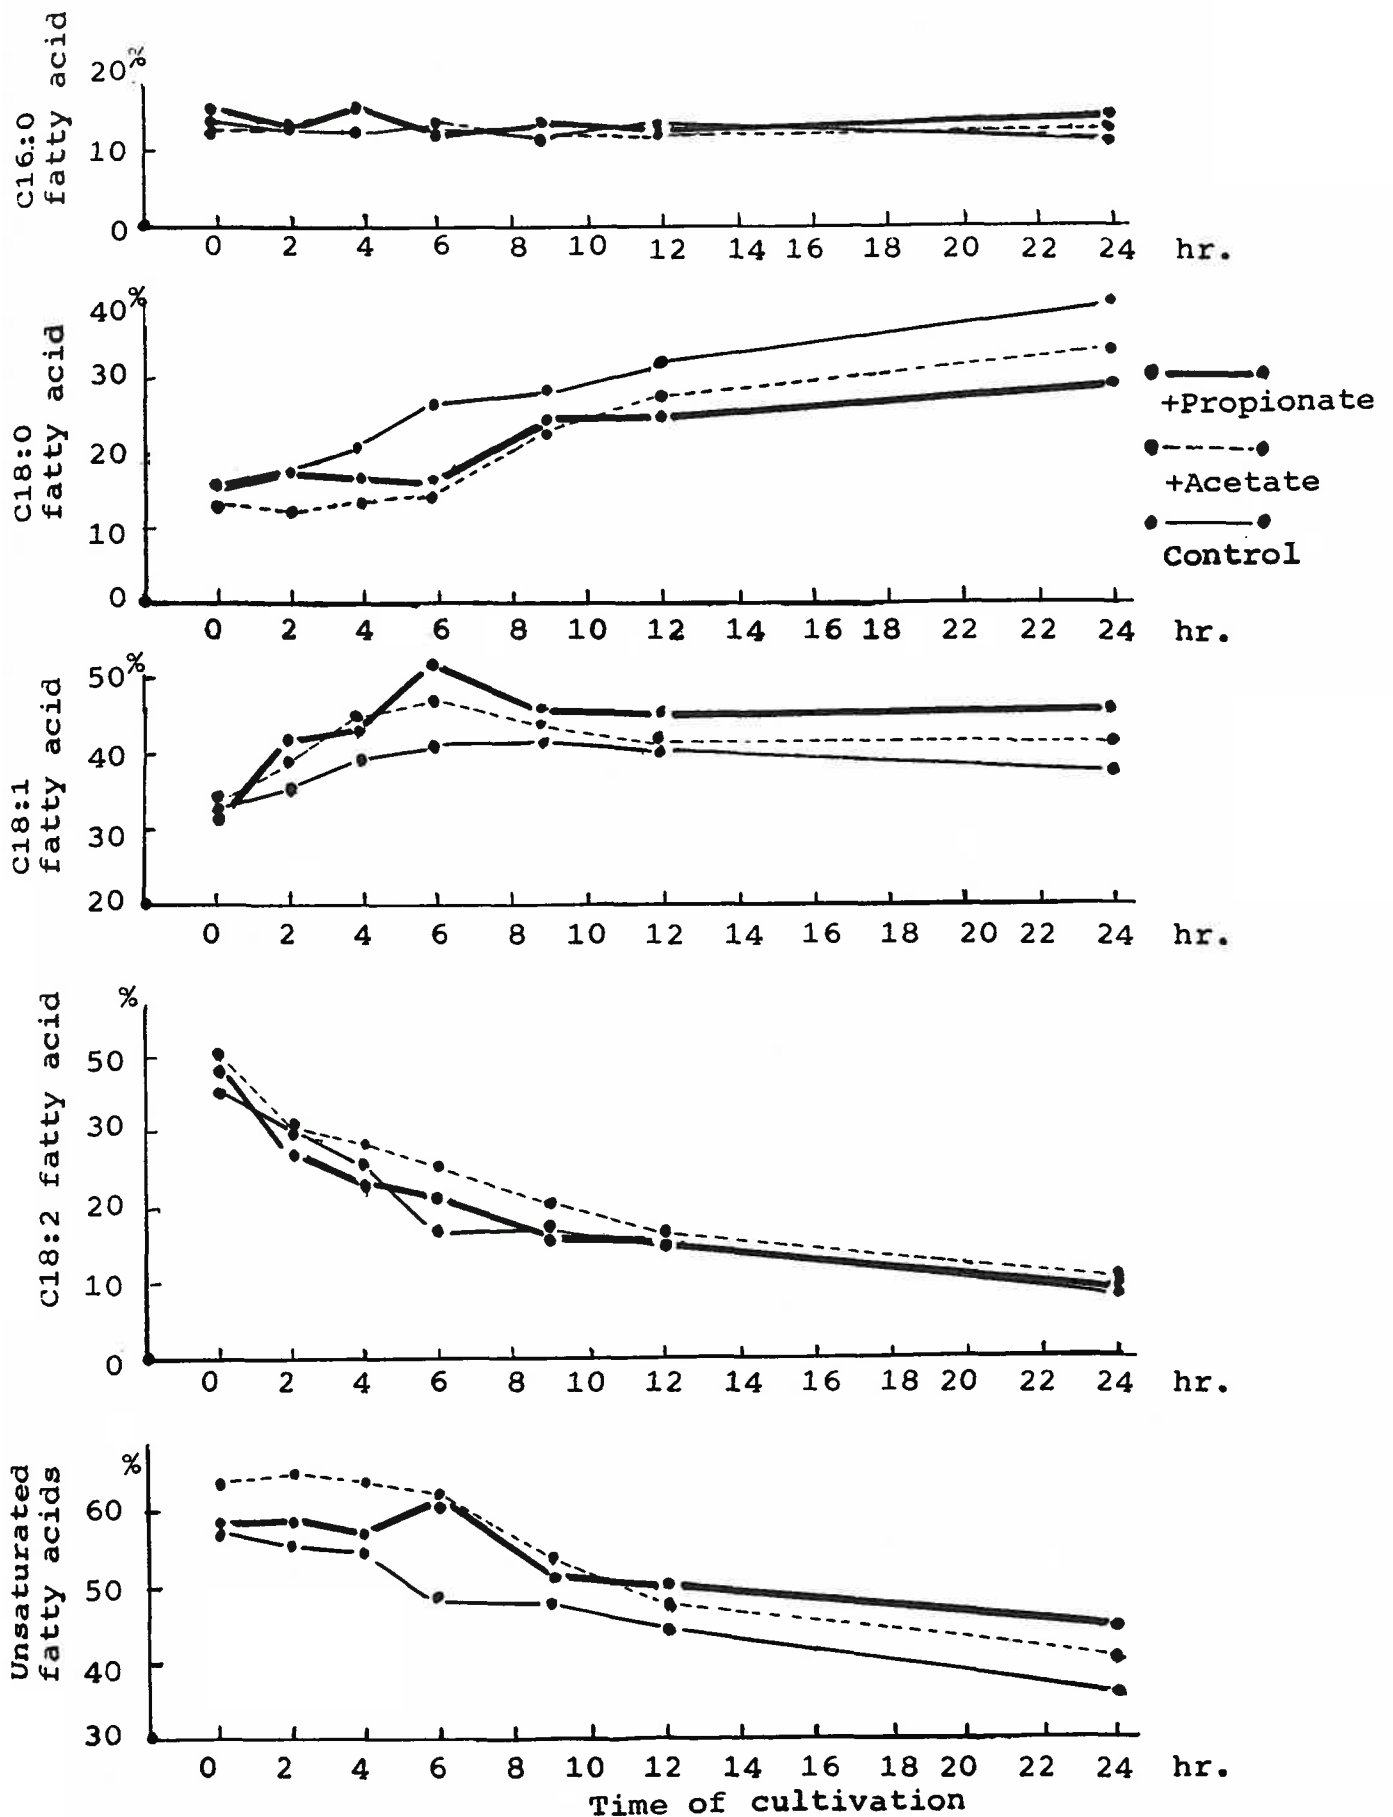 C16:0
fatty acid
20%
10
0
0 2 4 6 8 10 12 14 16 18 20 22 24 hr.
C18:0
fatty acid
40%
30
20
10
0
0 2 4 6 8 10 12 14 16 18 22 22 24 hr.
+Propionate
+Acetate
Control
C18:1
fatty acid
50%
40
30
20
0 2 4 6 8 10 12 14 16 18 20 22 24 hr.
C18:2 fatty acid
%
50
30
20
10
0
0 2 4 6 8 10 12 14 16 18 20 22 24 hr.
Unsaturated
fatty acids
%
60
50
40
30
0 2 4 6 8 10 12 14 16 18 20 22 24 hr.
Time of cultivation